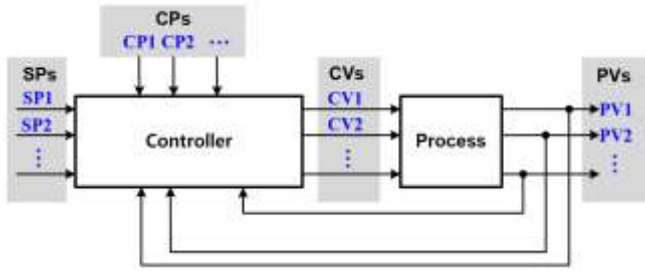 CPs
CP1 CP2 ...
SPs
SP1
SP2
⋮
Controller
CVs
CV1
CV2
⋮
Process
PVs
PV1
PV2
⋮